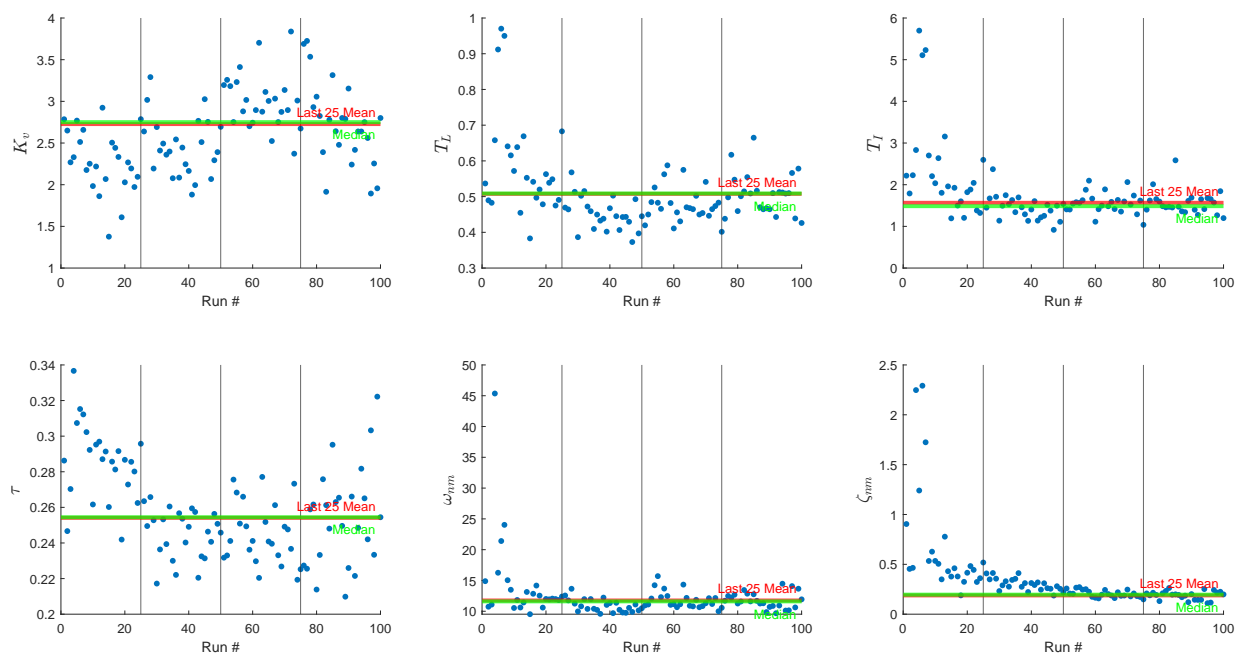 4
3.5
3
2.5
2
1.5
1
K_v
Last 25 Mean
Median
0 20 40 60 80 100
Run #
1
0.9
0.8
0.7
0.6
0.5
0.4
0.3
T_L
Last 25 Mean
Median
0 20 40 60 80 100
Run #
6
5
4
3
2
1
0
T_I
Last 25 Mean
Median
0 20 40 60 80 100
Run #
0.34
0.32
0.3
0.28
0.26
0.24
0.22
0.2
τ
Last 25 Mean
Median
0 20 40 60 80 100
Run #
50
45
40
35
30
25
20
15
10
ω_{nm}
Last 25 Mean
Median
0 20 40 60 80 100
Run #
2.5
2
1.5
1
0.5
0
ζ_{nm}
Last 25 Mean
Median
0 20 40 60 80 100
Run #